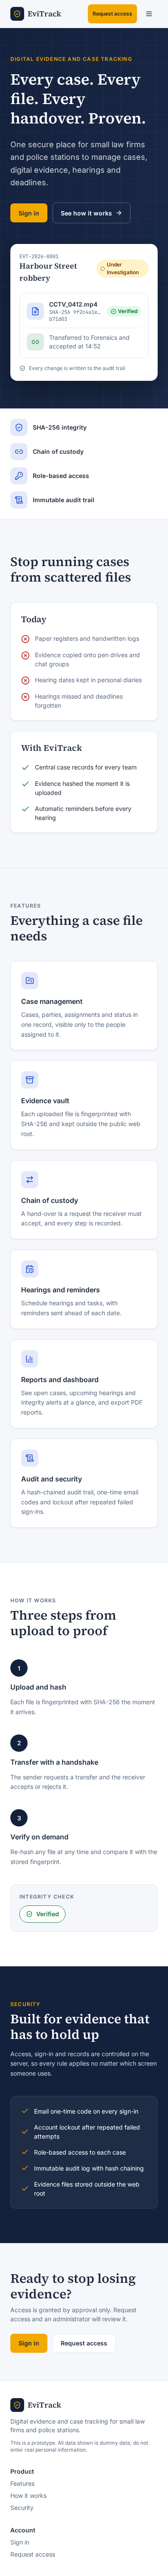 EviTrack
Request access
DIGITAL EVIDENCE AND CASE TRACKING
Every case. Every
file. Every
handover. Proven.
One secure place for small law firms
and police stations to manage cases,
digital evidence, hearings and
deadlines.
Sign in
See how it works
EVT-2026-0001
Harbour Street
robbery
Under
Investigation
CCTV_0412.mp4
Verified
Transferred to Forensics and
accepted at 14:52
Every change is written to the audit trail
SHA-256 integrity
Chain of custody
Role-based access
Immutable audit trail
Stop running cases
from scattered files
Today
Paper registers and handwritten logs
Evidence copied onto pen drives and
chat groups
Hearing dates kept in personal diaries
Hearings missed and deadlines
forgotten
With EviTrack
Central case records for every team
Evidence hashed the moment it is
uploaded
Automatic reminders before every
hearing
FEATURES
Everything a case file
needs
Case management
Cases, parties, assignments and status in
one record, visible only to the people
assigned to it.
Evidence vault
Each uploaded file is fingerprinted with
SHA-256 and kept outside the public web
root.
Chain of custody
A hand-over is a request the receiver must
accept, and every step is recorded.
Hearings and reminders
Schedule hearings and tasks, with
reminders sent ahead of each date.
Reports and dashboard
See open cases, upcoming hearings and
integrity alerts at a glance, and export PDF
reports.
Audit and security
A hash-chained audit trail, one-time email
codes and lockout after repeated failed
sign-ins.
HOW IT WORKS
Three steps from
upload to proof
1
Upload and hash
Each file is fingerprinted with SHA-256 the moment
it arrives.
2
Transfer with a handshake
The sender requests a transfer and the receiver
accepts or rejects it.
3
Verify on demand
Re-hash any file at any time and compare it with the
stored fingerprint.
INTEGRITY CHECK
Verified
SECURITY
Built for evidence that
has to hold up
Access, sign-in and records are controlled on the
server, so every rule applies no matter which screen
someone uses.
Email one-time code on every sign-in
Account lockout after repeated failed
attempts
Role-based access to each case
Immutable audit log with hash chaining
Evidence files stored outside the web
root
Ready to stop losing
evidence?
Access is granted by approval only. Request
access and an administrator will review it.
Sign in
Request access
EviTrack
Digital evidence and case tracking for small law
firms and police stations.
This is a prototype. All data shown is dummy data; do not
enter real personal information.
Product
Features
How it works
Security
Account
Sign in
Request access